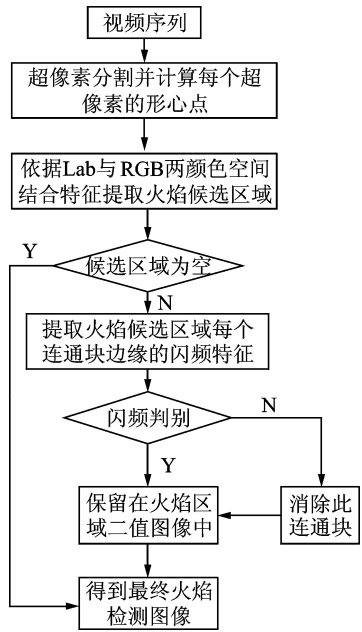 视频序列
超像素分割并计算每个超
像素的形心点
依据Lab与RGB两颜色空间
结合特征提取火焰候选区域
Y
候选区域为空
N
提取火焰候选区域每个
连通块边缘的闪频特征
闪频判别
N
Y
保留在火焰区
域二值图像中
消除此
连通块
得到最终火焰
检测图像